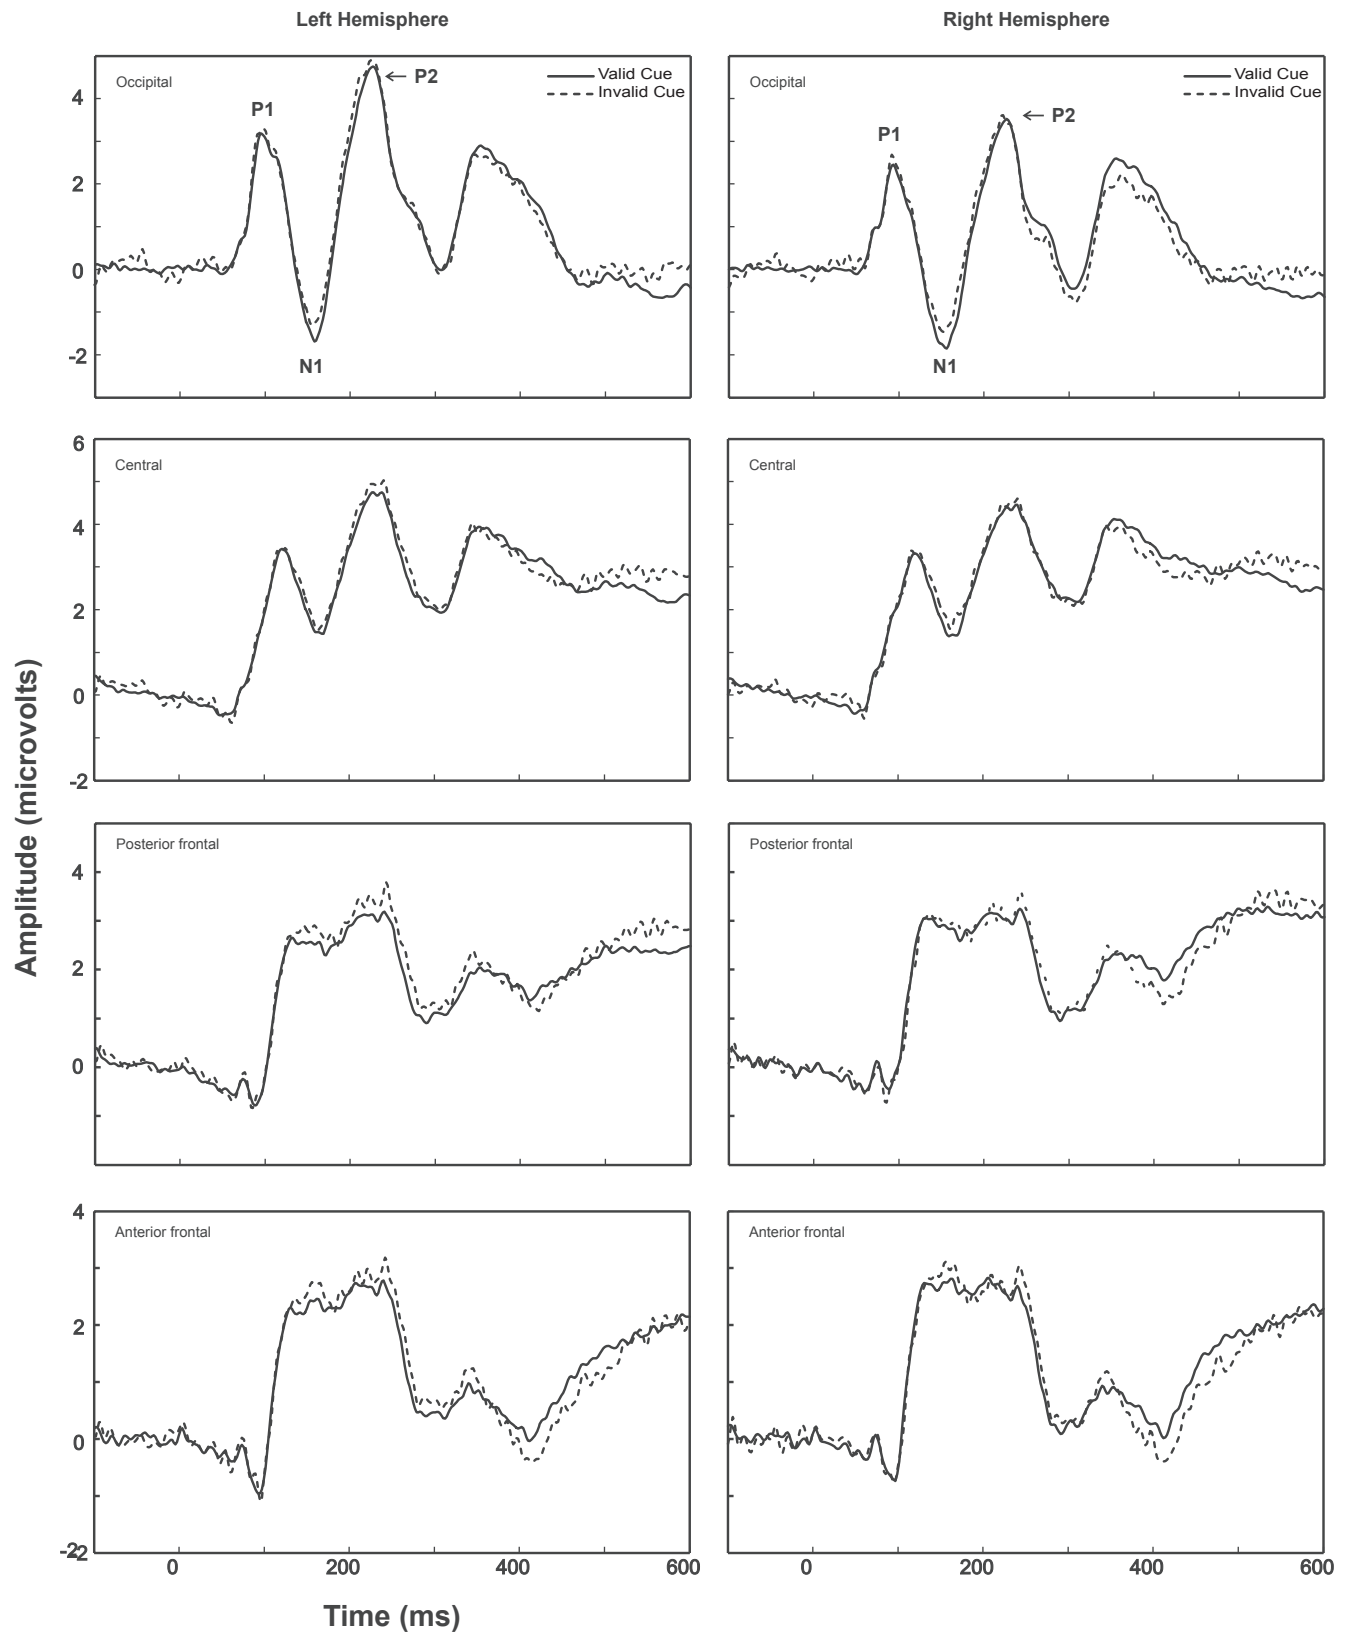 Left Hemisphere
Right Hemisphere
Occipital
P1
P2
N1
Valid Cue
Invalid Cue
4
2
0
-2
Occipital
P1
P2
N1
Valid Cue
Invalid Cue
6
4
2
0
-2
Central
Central
Amplitude (microvolts)
4
2
0
Posterior frontal
Posterior frontal
4
2
0
-2
2
Anterior frontal
Anterior frontal
0 200 400 600
0 200 400 600
Time (ms)